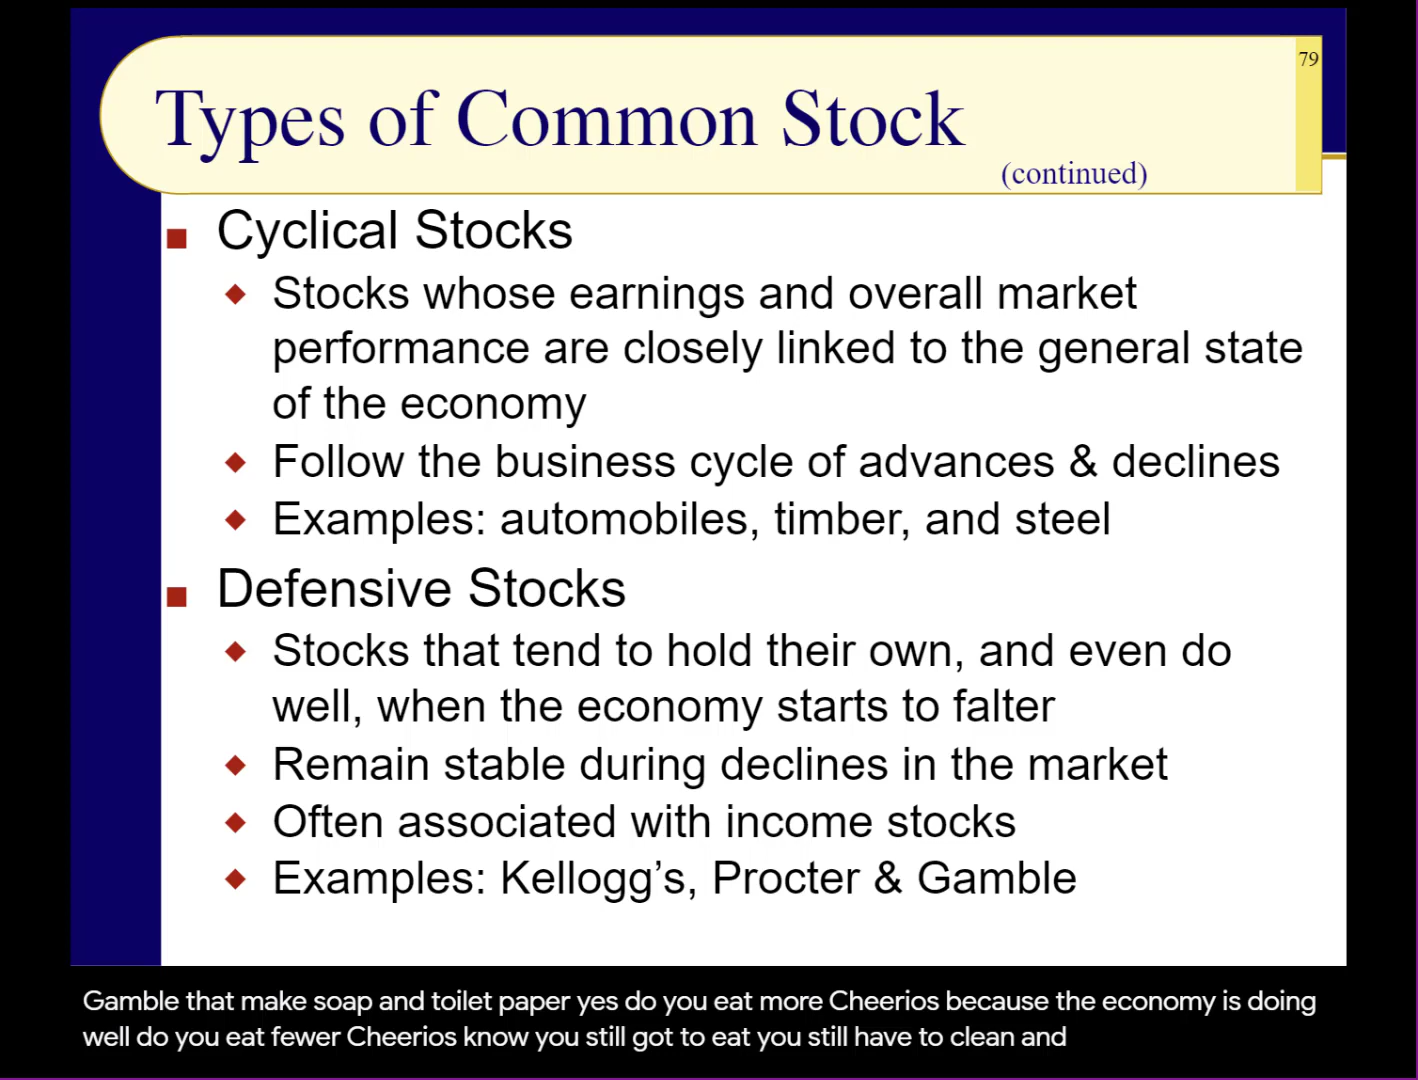 79
Types of Common Stock
(continued)
Cyclical Stocks
Stocks whose earnings and overall market
performance are closely linked to the general state
of the economy
Follow the business cycle of advances & declines
Examples: automobiles, timber, and steel
Defensive Stocks
Stocks that tend to hold their own, and even do
well, when the economy starts to falter
Remain stable during declines in the market
Often associated with income stocks
Examples: Kellogg’s, Procter & Gamble
Gamble that make soap and toilet paper yes do you eat more Cheerios because the economy is doing
well do you eat fewer Cheerios know you still got to eat you still have to clean and